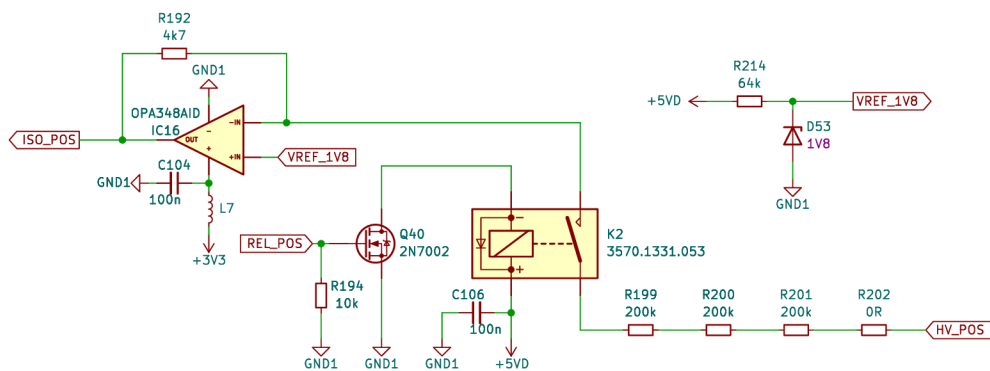 R192
4k7
GND1
OPA348AID
IC16
-IN
OUT
-
+
+IN
ISO_POS
VREF_1V8
C104
GND1
100n
L7
+3V3
R214
64k
+5VD
VREF_1V8
D53
1V8
GND1
REL_POS
Q40
2N7002
R194
10k
GND1
GND1
-
+
K2
3570.1331.053
C106
100n
GND1
+5VD
R199
200k
R200
200k
R201
200k
R202
0R
HV_POS